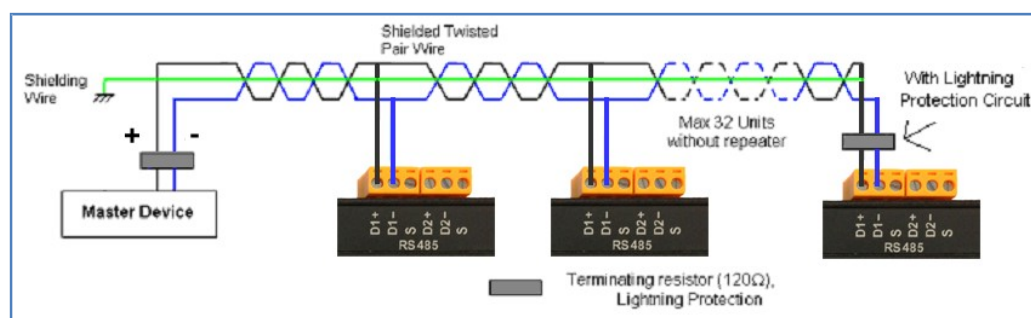 Shielded Twisted
Pair Wire
Shielding
Wire
With Lightning
Protection Circuit
Max 32 Units
without repeater
+ -
Master Device
D1+ D1- S D2+ D2- S
RS485
D1+ D1- S D2+ D2- S
RS485
D1+ D1- S D2+ D2- S
RS485
Terminating resistor (120Ω),
Lightning Protection